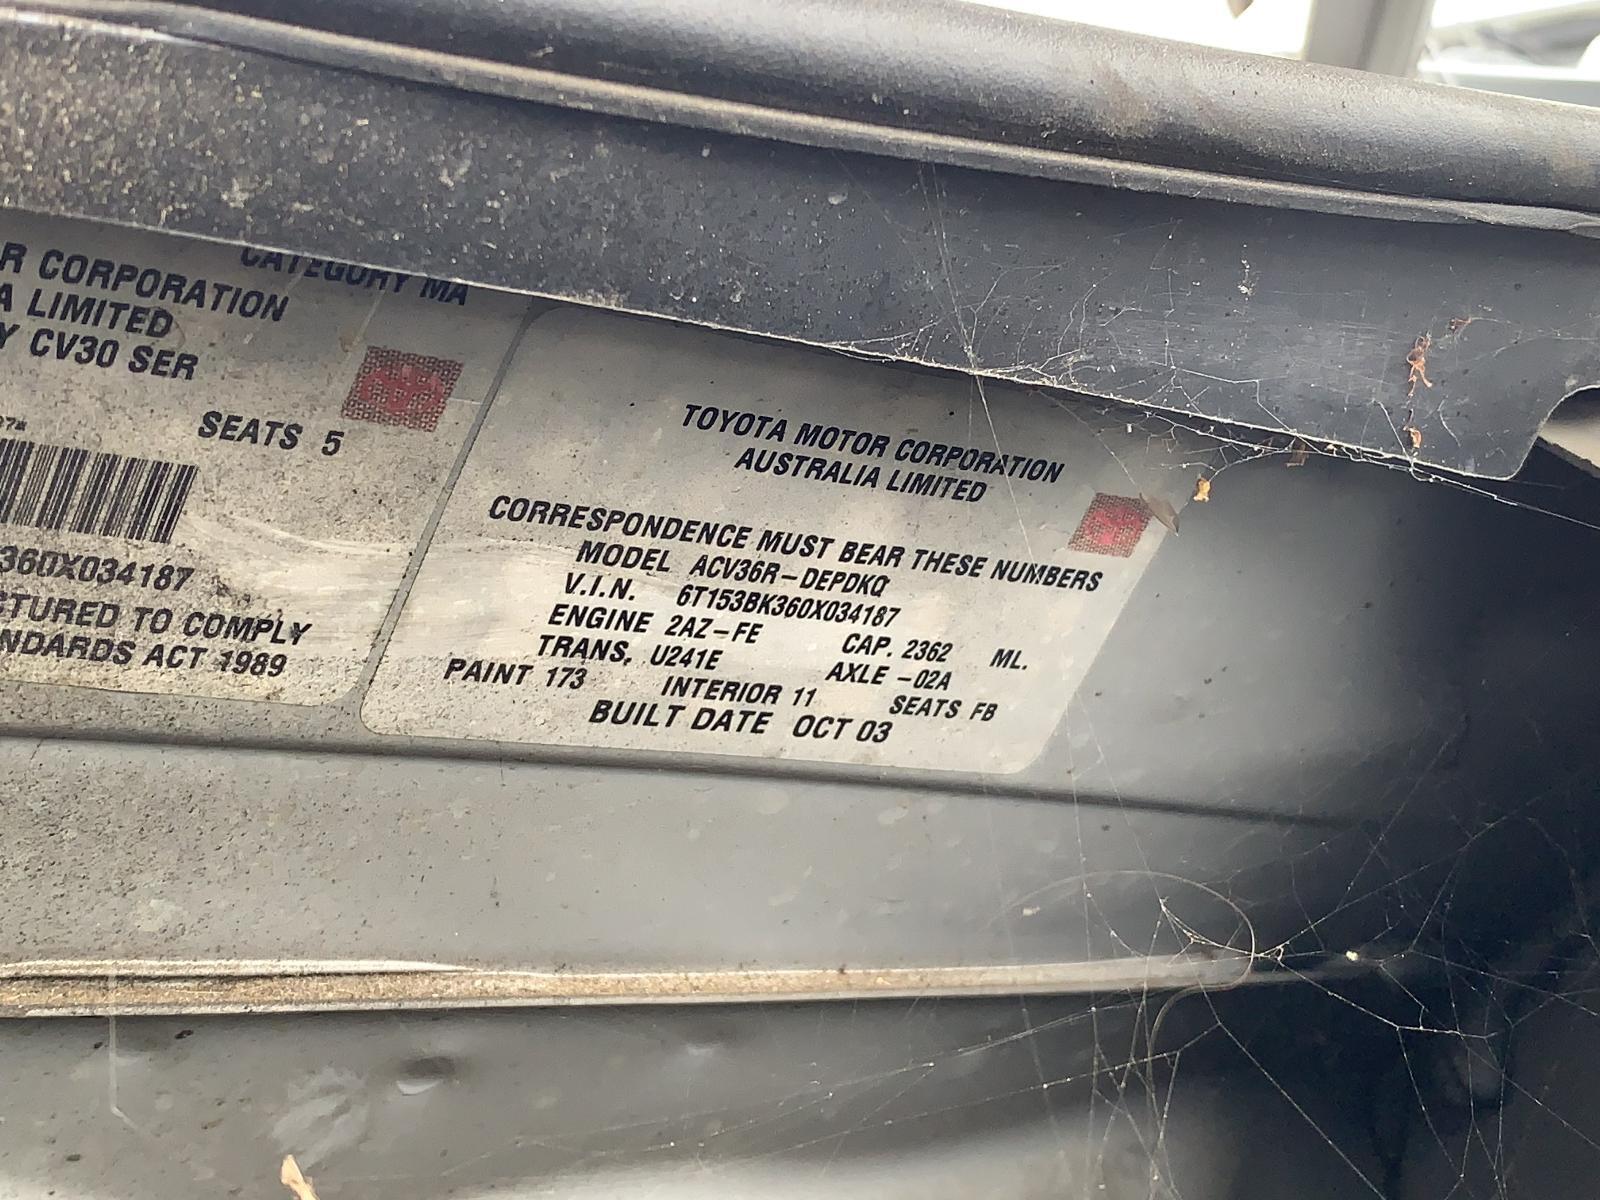 CATEGORY MA
R CORPORATION
A LIMITED
Y CV30 SER
SEATS 5
360X034187
CTURED TO COMPLY
NDARDS ACT 1989
TOYOTA MOTOR CORPORATION
AUSTRALIA LIMITED
CORRESPONDENCE MUST BEAR THESE NUMBERS
MODEL ACV36R-DEPDKQ
V.I.N. 6T153BK360X034187
ENGINE 2AZ-FE CAP. 2362 ML.
TRANS. U241E AXLE -02A
PAINT 173 INTERIOR 11 SEATS FB
BUILT DATE OCT 03